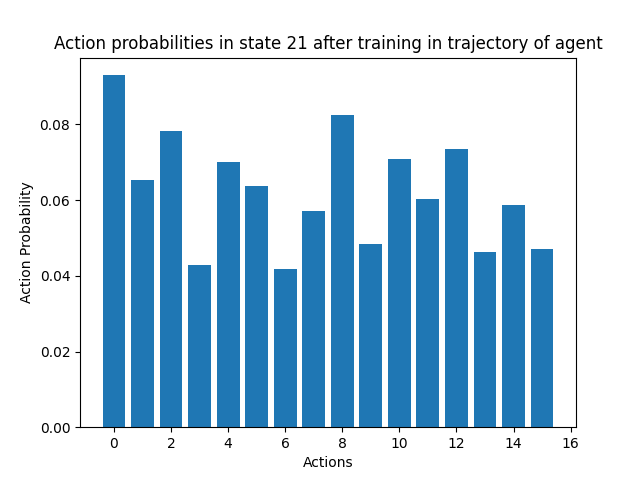 Action probabilities in state 21 after training in trajectory of agent
0.08
0.06
0.04
0.02
0.00
Action Probability
0 2 4 6 8 10 12 14 16
Actions